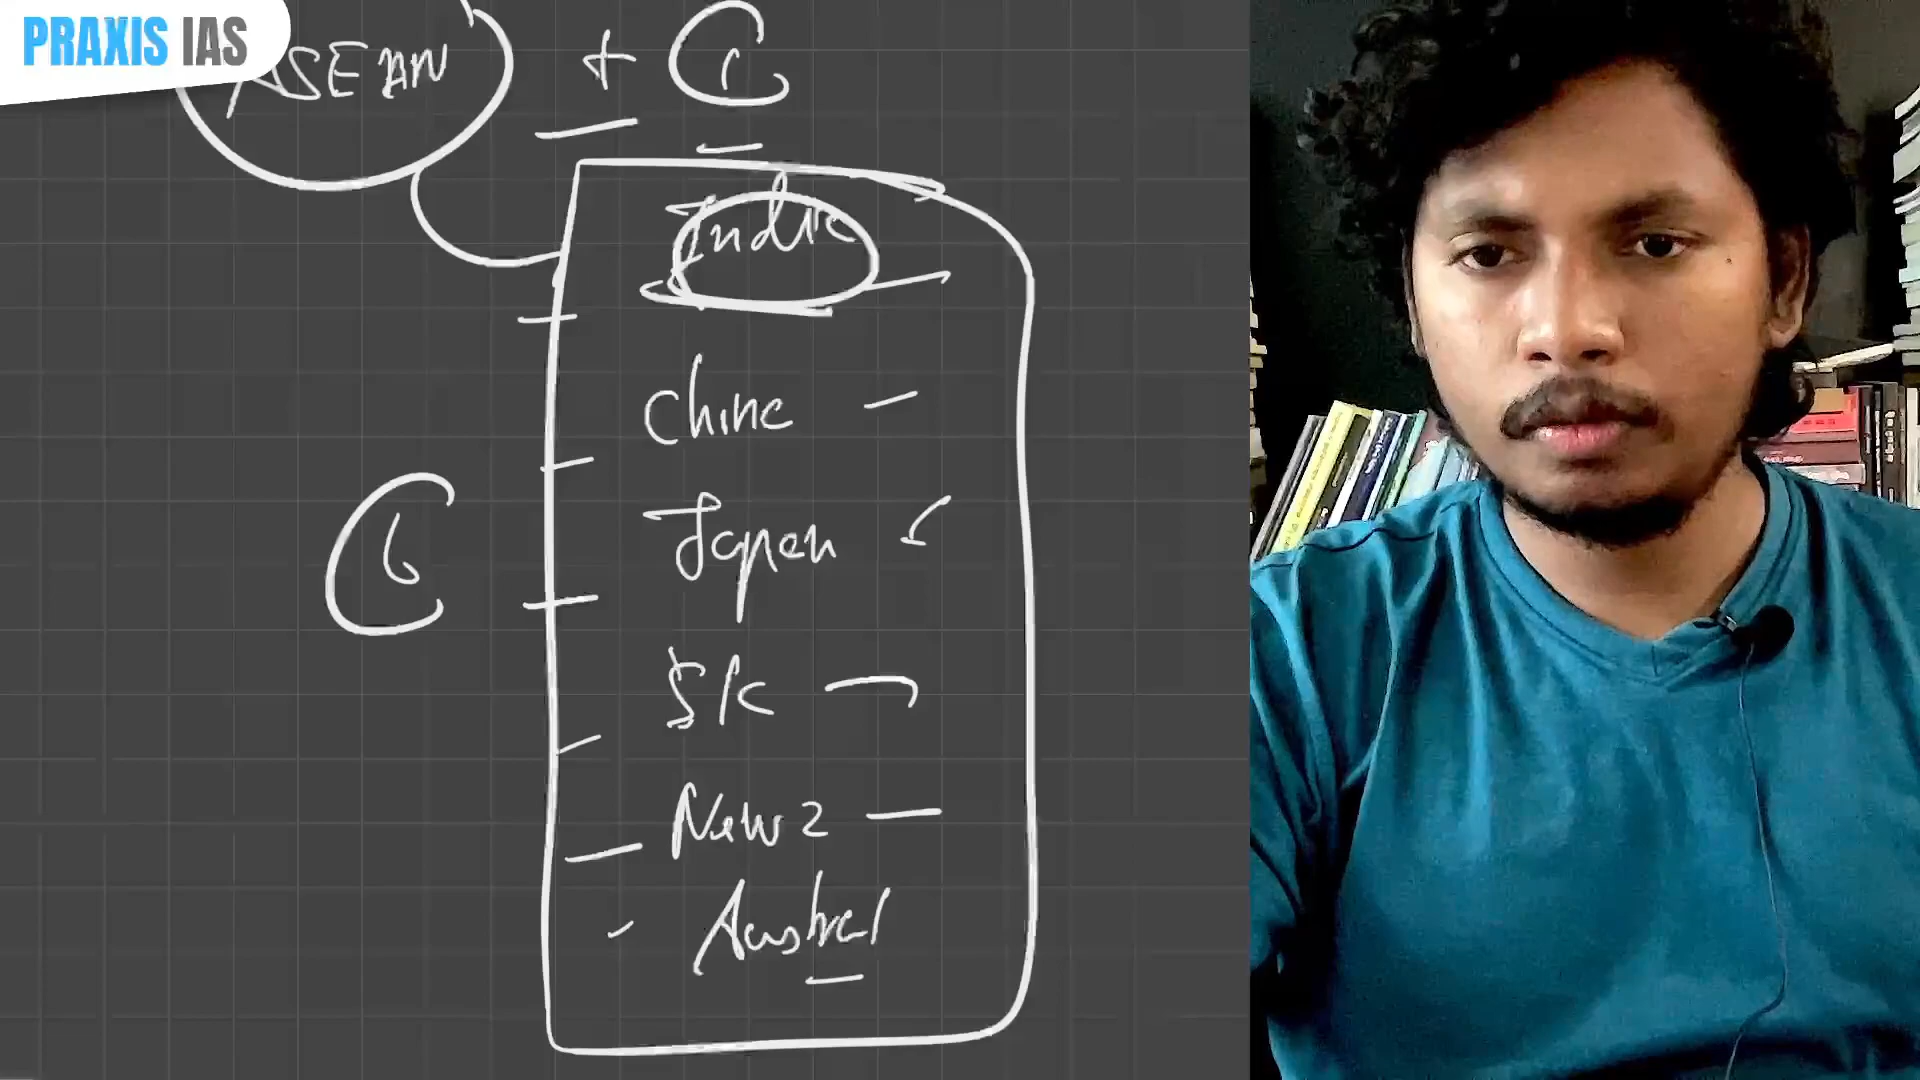 PRAXIS IAS
ASEAN + 6
India
China
Japan
6
SK
New Z
Austral